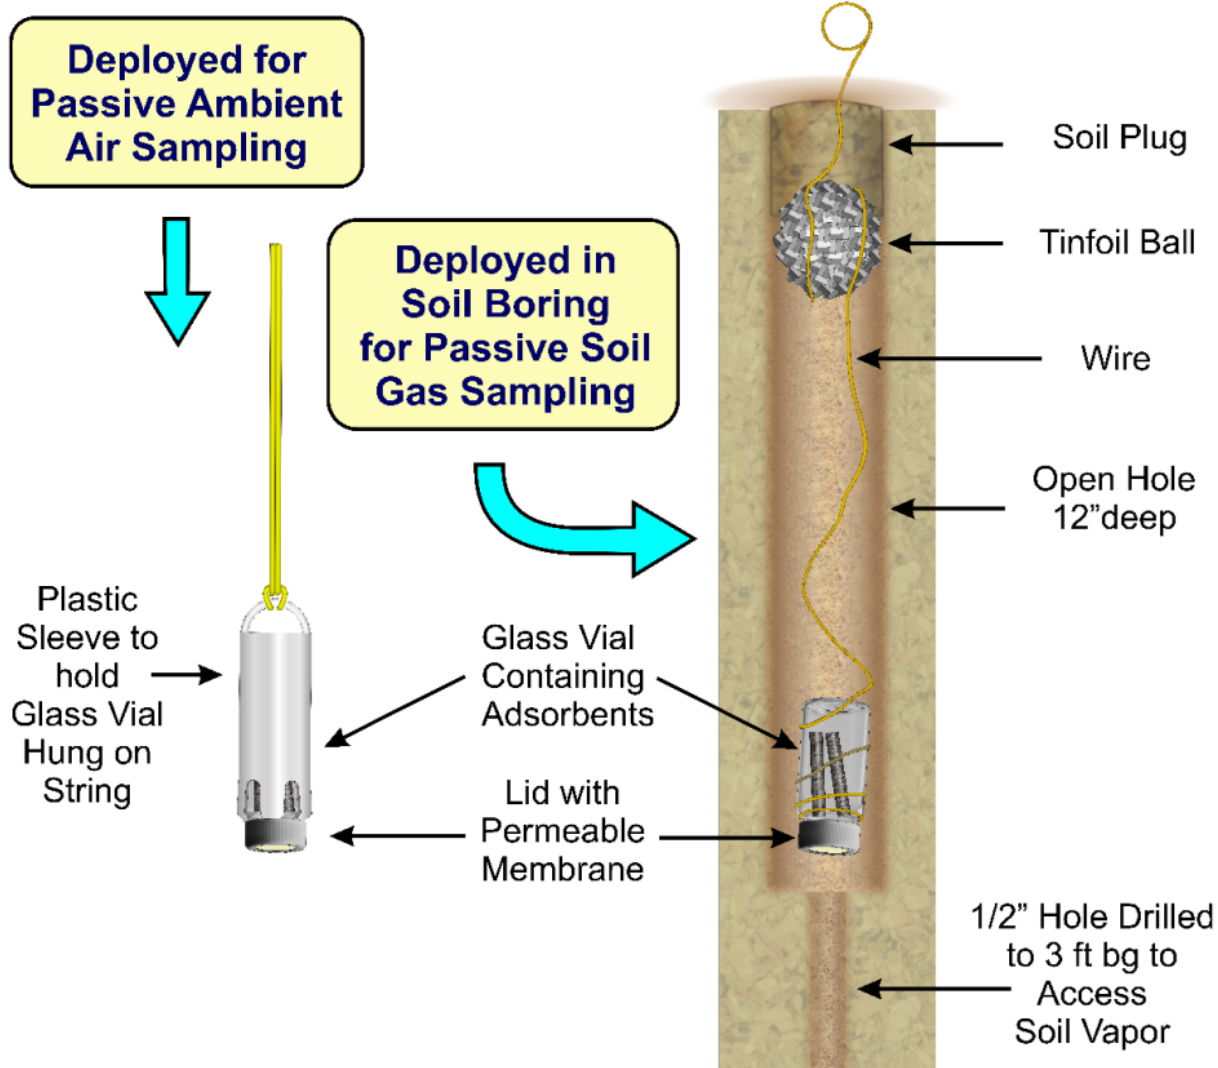 Deployed for
Passive Ambient
Air Sampling
Deployed in
Soil Boring
for Passive Soil
Gas Sampling
Soil Plug
Tinfoil Ball
Wire
Open Hole
12”deep
Plastic
Sleeve to
hold
Glass Vial
Hung on
String
Glass Vial
Containing
Adsorbents
Lid with
Permeable
Membrane
1/2” Hole Drilled
to 3 ft bg to
Access
Soil Vapor